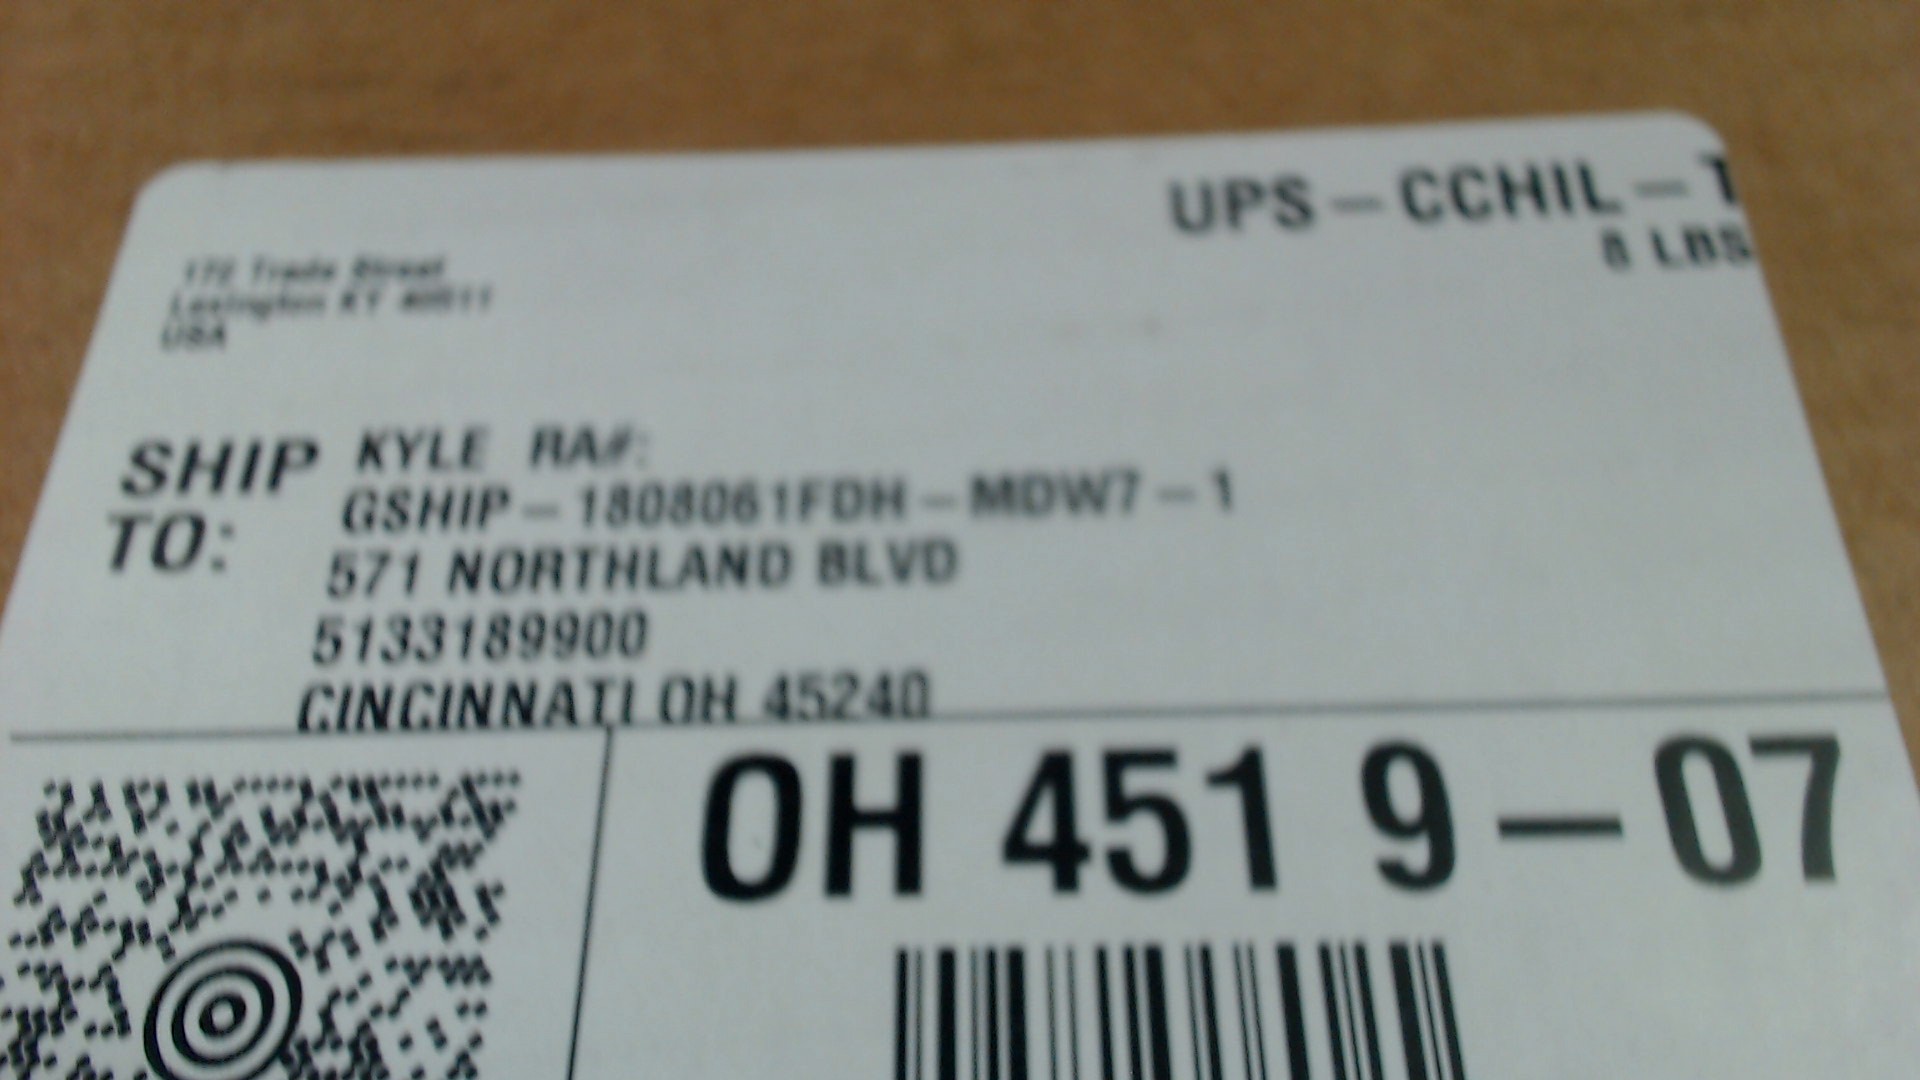 UPS - CCHIL - T
8 LBS
172 Trade Street
Lexington KY 40511
USA
SHIP TO:
KYLE RA#:
GSHIP - 1808061FDH - MDW7 - 1
571 NORTHLAND BLVD
5133189900
CINCINNATI OH 45240
OH 451 9 - 07